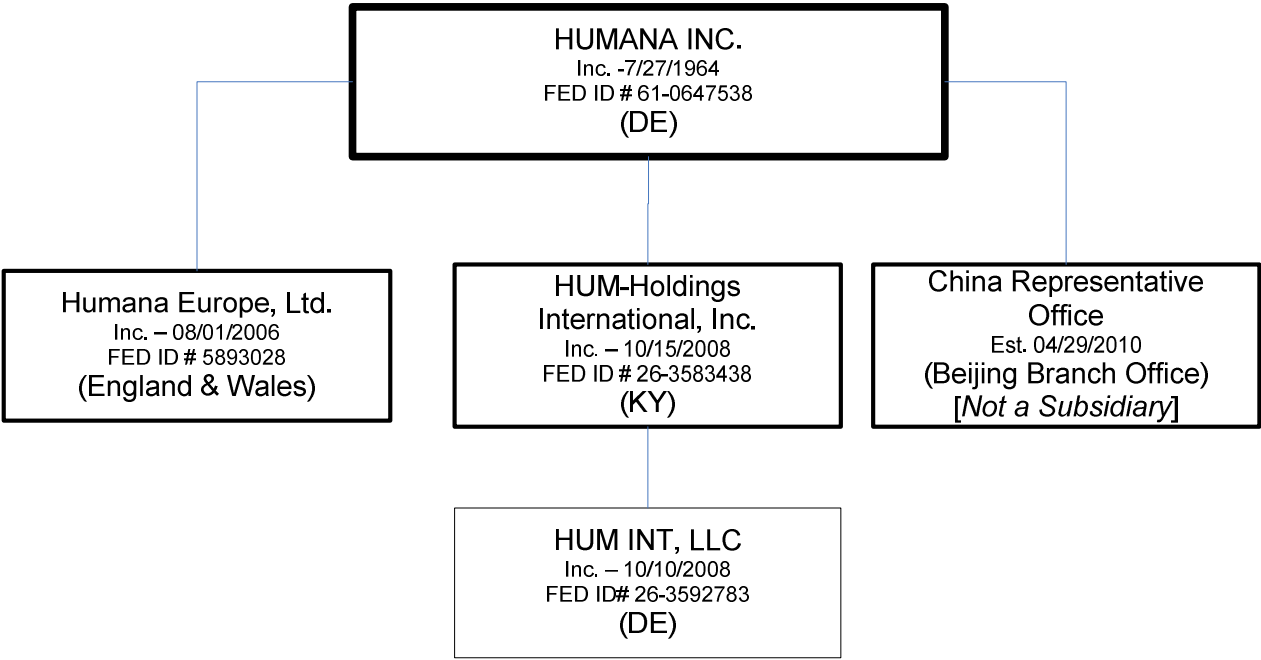 HUMANA INC.
Inc. -7/27/1964
FED ID # 61-0647538
(DE)
Humana Europe, Ltd.
Inc. – 08/01/2006
FED ID # 5893028
(England & Wales)
HUM-Holdings
International, Inc.
Inc. – 10/15/2008
FED ID # 26-3583438
(KY)
China Representative
Office
Est. 04/29/2010
(Beijing Branch Office)
[Not a Subsidiary]
HUM INT, LLC
Inc. – 10/10/2008
FED ID# 26-3592783
(DE)